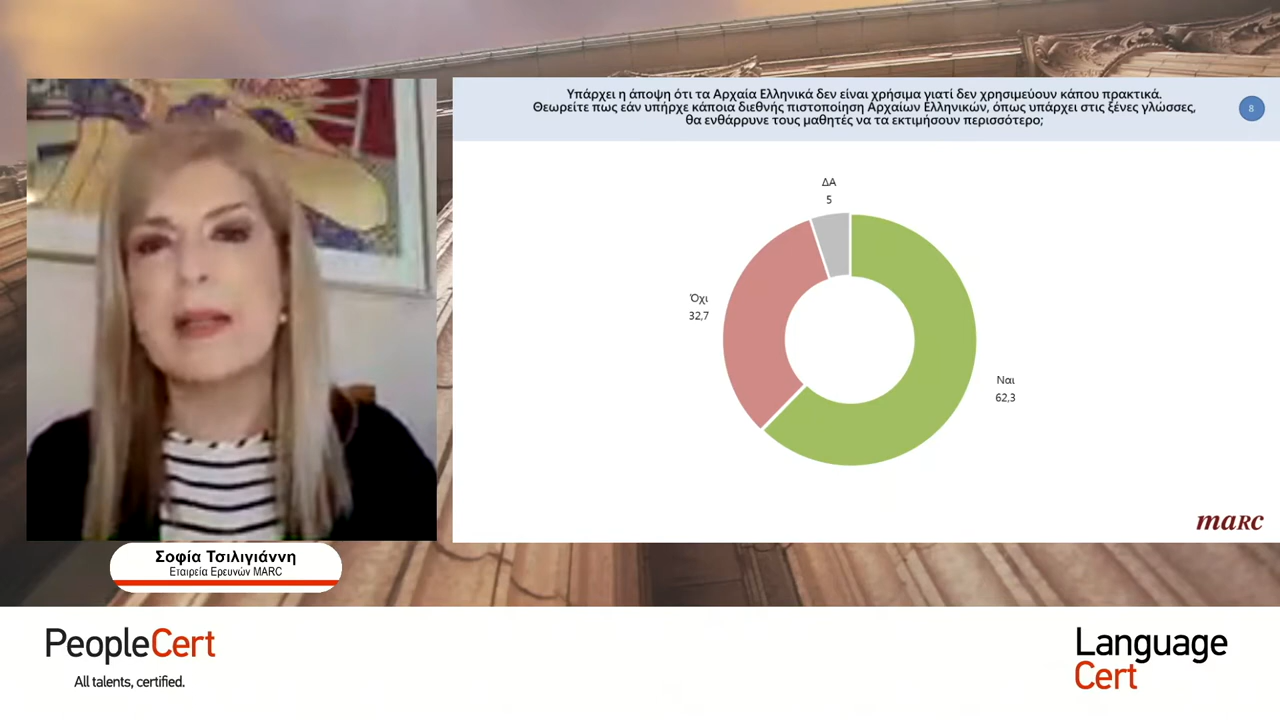 Υπάρχει η άποψη ότι τα Αρχαία Ελληνικά δεν είναι χρήσιμα γιατί δεν χρησιμεύουν κάπου πρακτικά.
Θεωρείτε πως εάν υπήρχε κάποια διεθνής πιστοποίηση Αρχαίων Ελληνικών, όπως υπάρχει στις ξένες γλώσσες,
θα ενθάρρυνε τους μαθητές να τα εκτιμήσουν περισσότερο;
8
ΔΑ
5
Όχι
32,7
Ναι
62,3
maRC
Σοφία Τσιλιγιάννη
Εταιρεία Ερευνών MARC
PeopleCert
All talents, certified.
Language
Cert